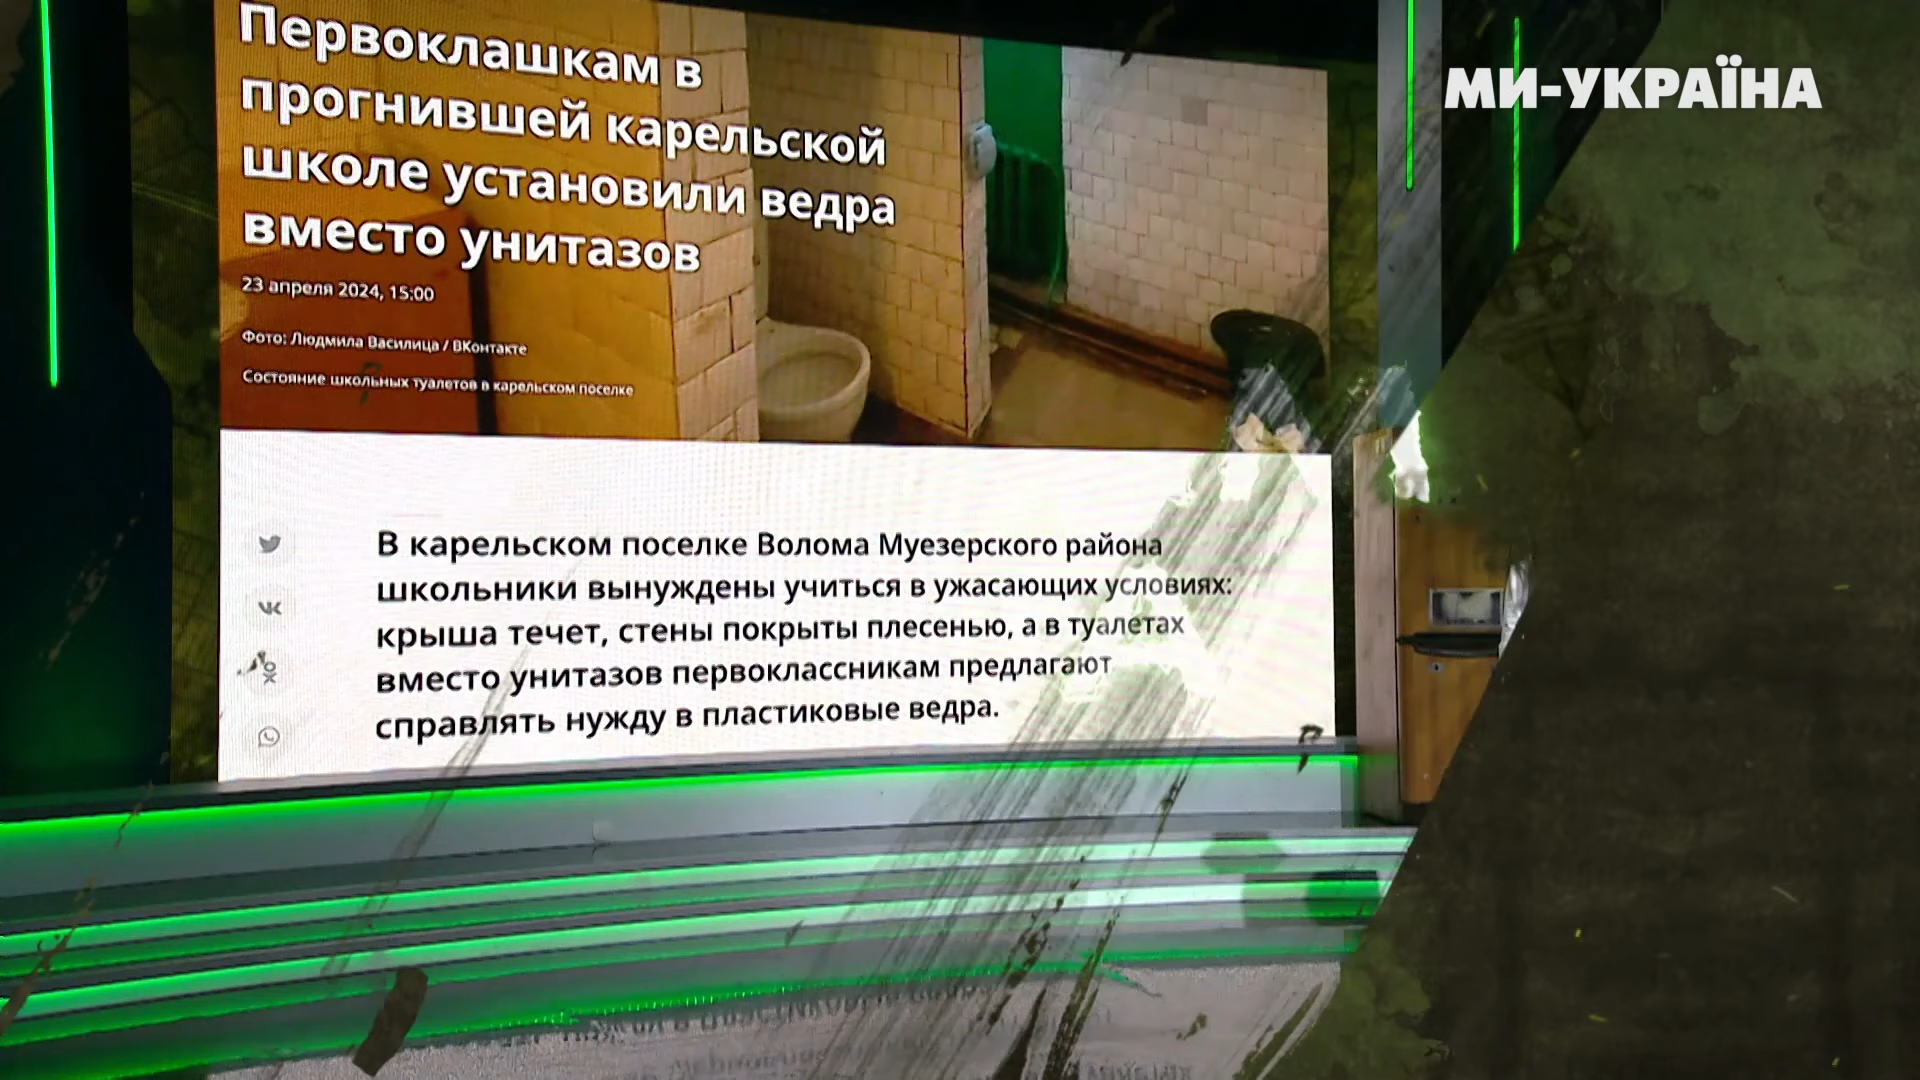 МИ-УКРАЇНА
Первоклашкам в
прогнившей карельской
школе установили ведра
вместо унитазов
23 апреля 2024, 15:00
Фото: Людмила Василица / ВКонтакте
Состояние школьных туалетов в карельском поселке
В карельском поселке Волома Муезерского района
школьники вынуждены учиться в ужасающих условиях:
крыша течет, стены покрыты плесенью, а в туалетах
вместо унитазов первоклассникам предлагают
справлять нужду в пластиковые ведра.